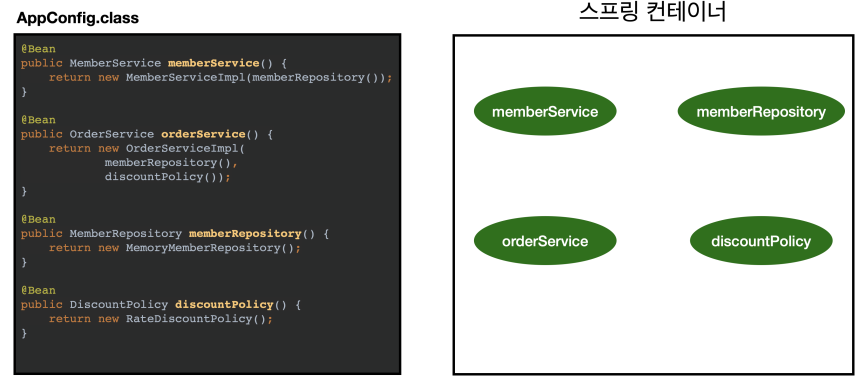 AppConfig.class
@Bean
public MemberService memberService() {
    return new MemberServiceImpl(memberRepository());
}
@Bean
public OrderService orderService() {
    return new OrderServiceImpl(
            memberRepository(),
            discountPolicy());
}
@Bean
public MemberRepository memberRepository() {
    return new MemoryMemberRepository();
}
@Bean
public DiscountPolicy discountPolicy() {
    return new RateDiscountPolicy();
}
스프링 컨테이너
memberService
memberRepository
orderService
discountPolicy